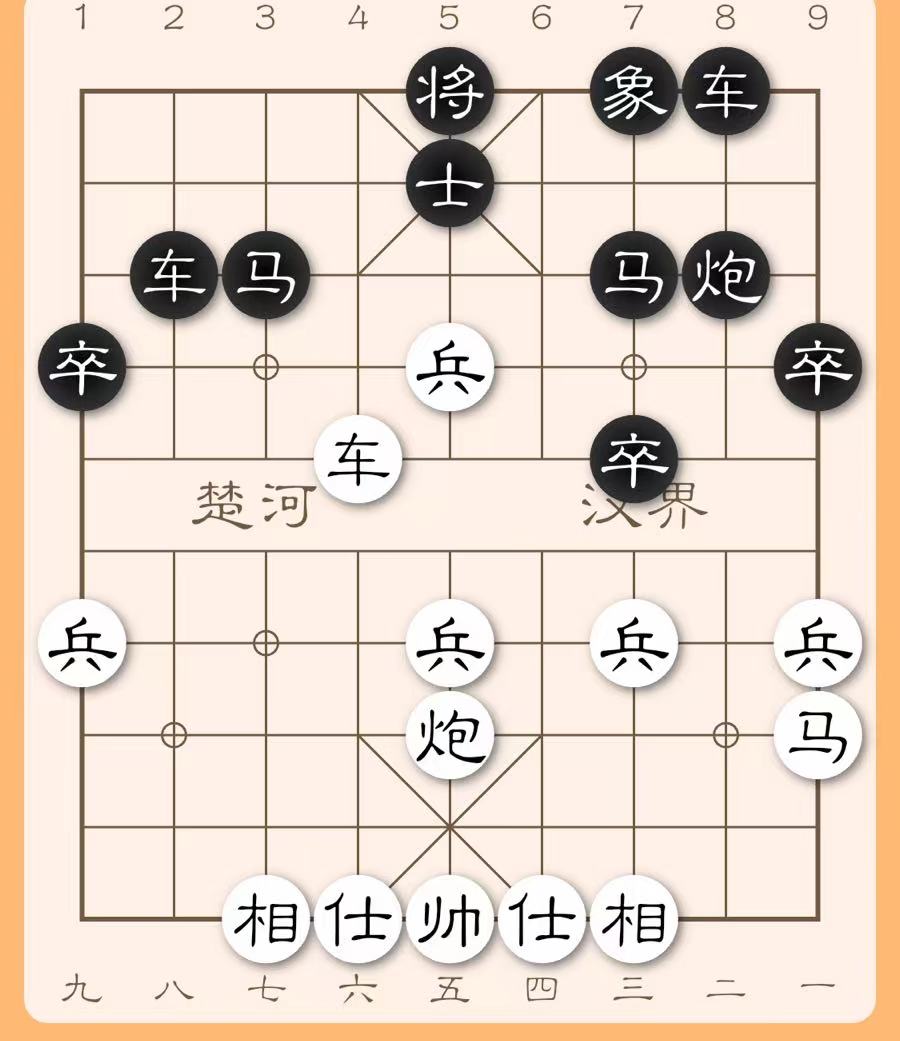 1 2 3 4 5 6 7 8 9
将 象 车
士
车 马 马 炮
卒 兵 卒
车 卒
楚河 汉界
兵 兵 兵 兵
炮 马
相 仕 帅 仕 相
九 八 七 六 五 四 三 二 一